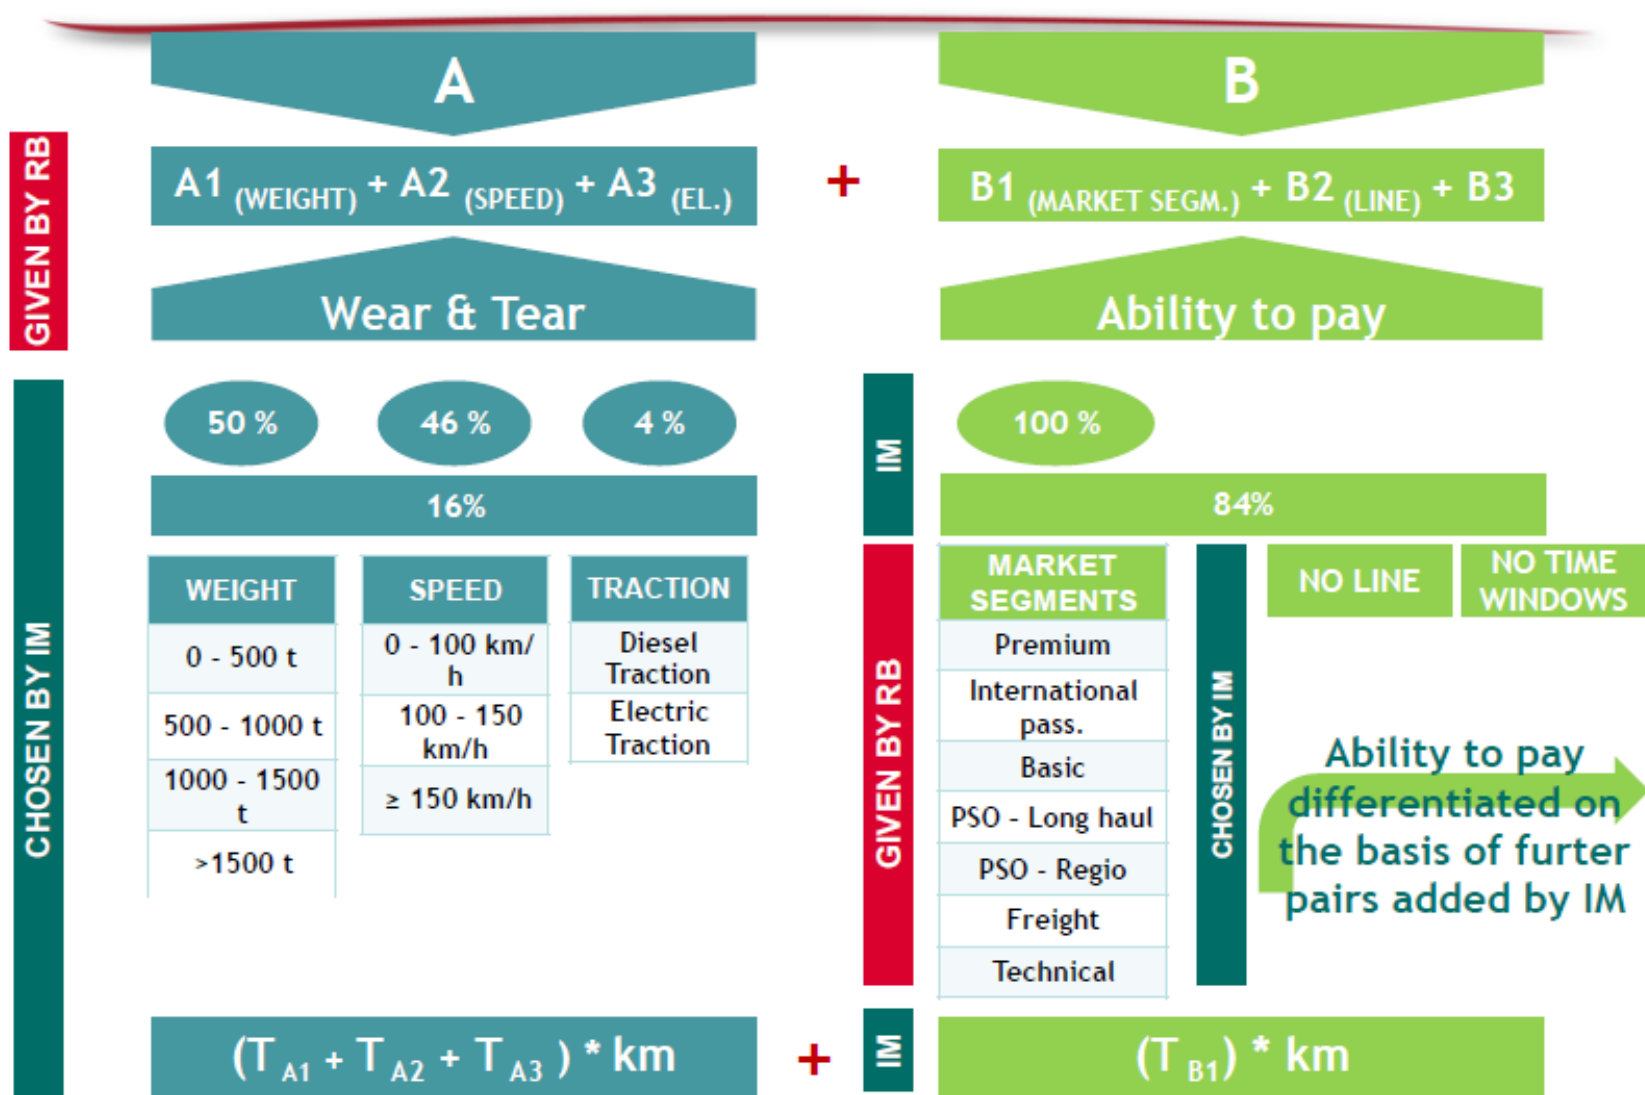 A
B
GIVEN BY RB
A1 (WEIGHT) + A2 (SPEED) + A3 (EL.)
+
B1 (MARKET SEGM.) + B2 (LINE) + B3
Wear & Tear
Ability to pay
CHOSEN BY IM
50 %
46 %
4 %
IM
100 %
16%
84%
WEIGHT
0 - 500 t
500 - 1000 t
1000 - 1500
t
>1500 t
SPEED
0 - 100 km/
h
100 - 150
km/h
≥ 150 km/h
TRACTION
Diesel
Traction
Electric
Traction
GIVEN BY RB
MARKET
SEGMENTS
Premium
International
pass.
Basic
PSO - Long haul
PSO - Regio
Freight
Technical
CHOSEN BY IM
NO LINE
NO TIME
WINDOWS
Ability to pay
differentiated on
the basis of furter
pairs added by IM
(T A1 + T A2 + T A3 ) * km
+
IM
(T B1) * km